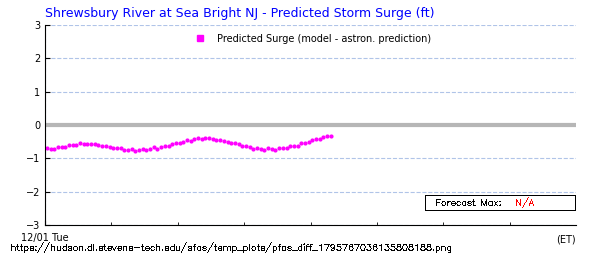 Shrewsbury River at Sea Bright NJ - Predicted Storm Surge (ft)
Predicted Surge (model - astron. prediction)
3
2
1
0
−1
−2
−3
Forecast Max: N/A
12/01 Tue
(ET)
https://hudson.dl.stevens-tech.edu/sfas/temp_plots/pfas_diff_1795767036135808188.png